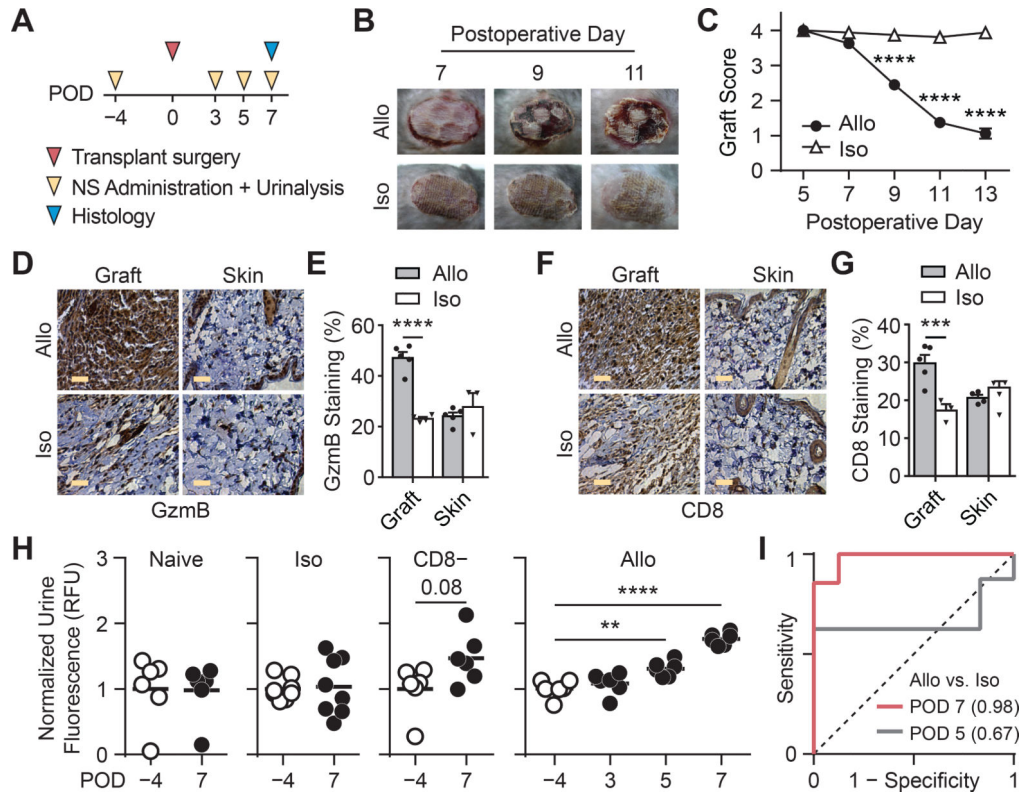 A
POD
−4 0 3 5 7
Transplant surgery
NS Administration + Urinalysis
Histology
B
Postoperative Day
7 9 11
Allo
Iso
C
Graft Score
4
3
2
1
0
****
****
****
Allo
Iso
5 7 9 11 13
Postoperative Day
D
Graft Skin
Allo
Iso
GzmB
E
Allo
Iso
GzmB Staining (%)
60
40
20
0
****
Graft Skin
F
Graft Skin
Allo
Iso
CD8
G
Allo
Iso
CD8 Staining (%)
40
30
20
10
0
***
Graft Skin
H
Normalized Urine
Fluorescence (RFU)
3
2
1
0
Naive
Iso
CD8−
0.08
Allo
****
**
POD −4 7 −4 7 −4 7 −4 3 5 7
I
Sensitivity
1
0
Allo vs. Iso
POD 7 (0.98)
POD 5 (0.67)
0 1 − Specificity 1